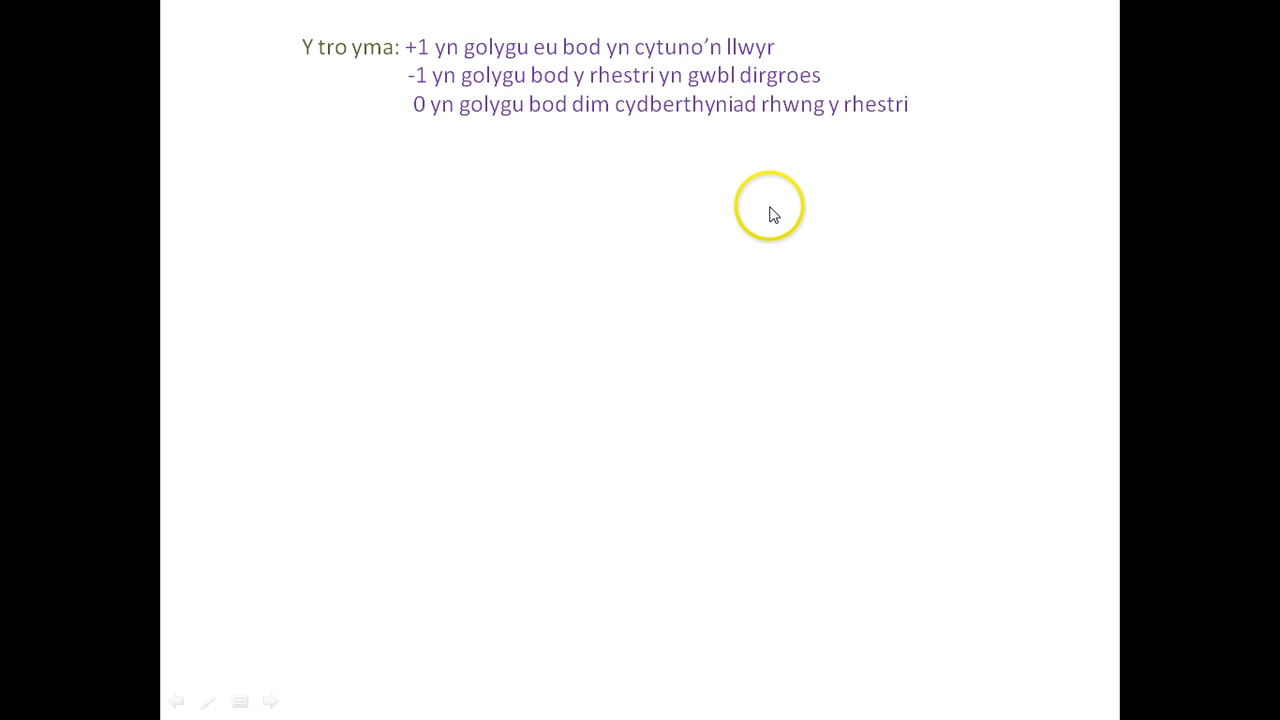 Y tro yma: +1 yn golygu eu bod yn cytuno’n llwyr
-1 yn golygu bod y rhestri yn gwbl dirgroes
0 yn golygu bod dim cydberthyniad rhwng y rhestri